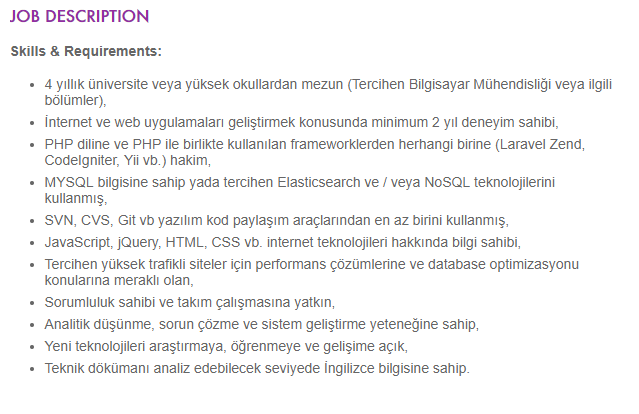 JOB DESCRIPTION
Skills & Requirements:
• 4 yıllık üniversite veya yüksek okullardan mezun (Tercihen Bilgisayar Mühendisliği veya ilgili
bölümler),
• İnternet ve web uygulamaları geliştirmek konusunda minimum 2 yıl deneyim sahibi,
• PHP diline ve PHP ile birlikte kullanılan frameworklerden herhangi birine (Laravel Zend,
CodeIgniter, Yii vb.) hakim,
• MYSQL bilgisine sahip yada tercihen Elasticsearch ve / veya NoSQL teknolojilerini
kullanmış,
• SVN, CVS, Git vb yazılım kod paylaşım araçlarından en az birini kullanmış,
• JavaScript, jQuery, HTML, CSS vb. internet teknolojileri hakkında bilgi sahibi,
• Tercihen yüksek trafikli siteler için performans çözümlerine ve database optimizasyonu
konularına meraklı olan,
• Sorumluluk sahibi ve takım çalışmasına yatkın,
• Analitik düşünme, sorun çözme ve sistem geliştirme yeteneğine sahip,
• Yeni teknolojileri araştırmaya, öğrenmeye ve gelişime açık,
• Teknik dökümanı analiz edebilecek seviyede İngilizce bilgisine sahip.